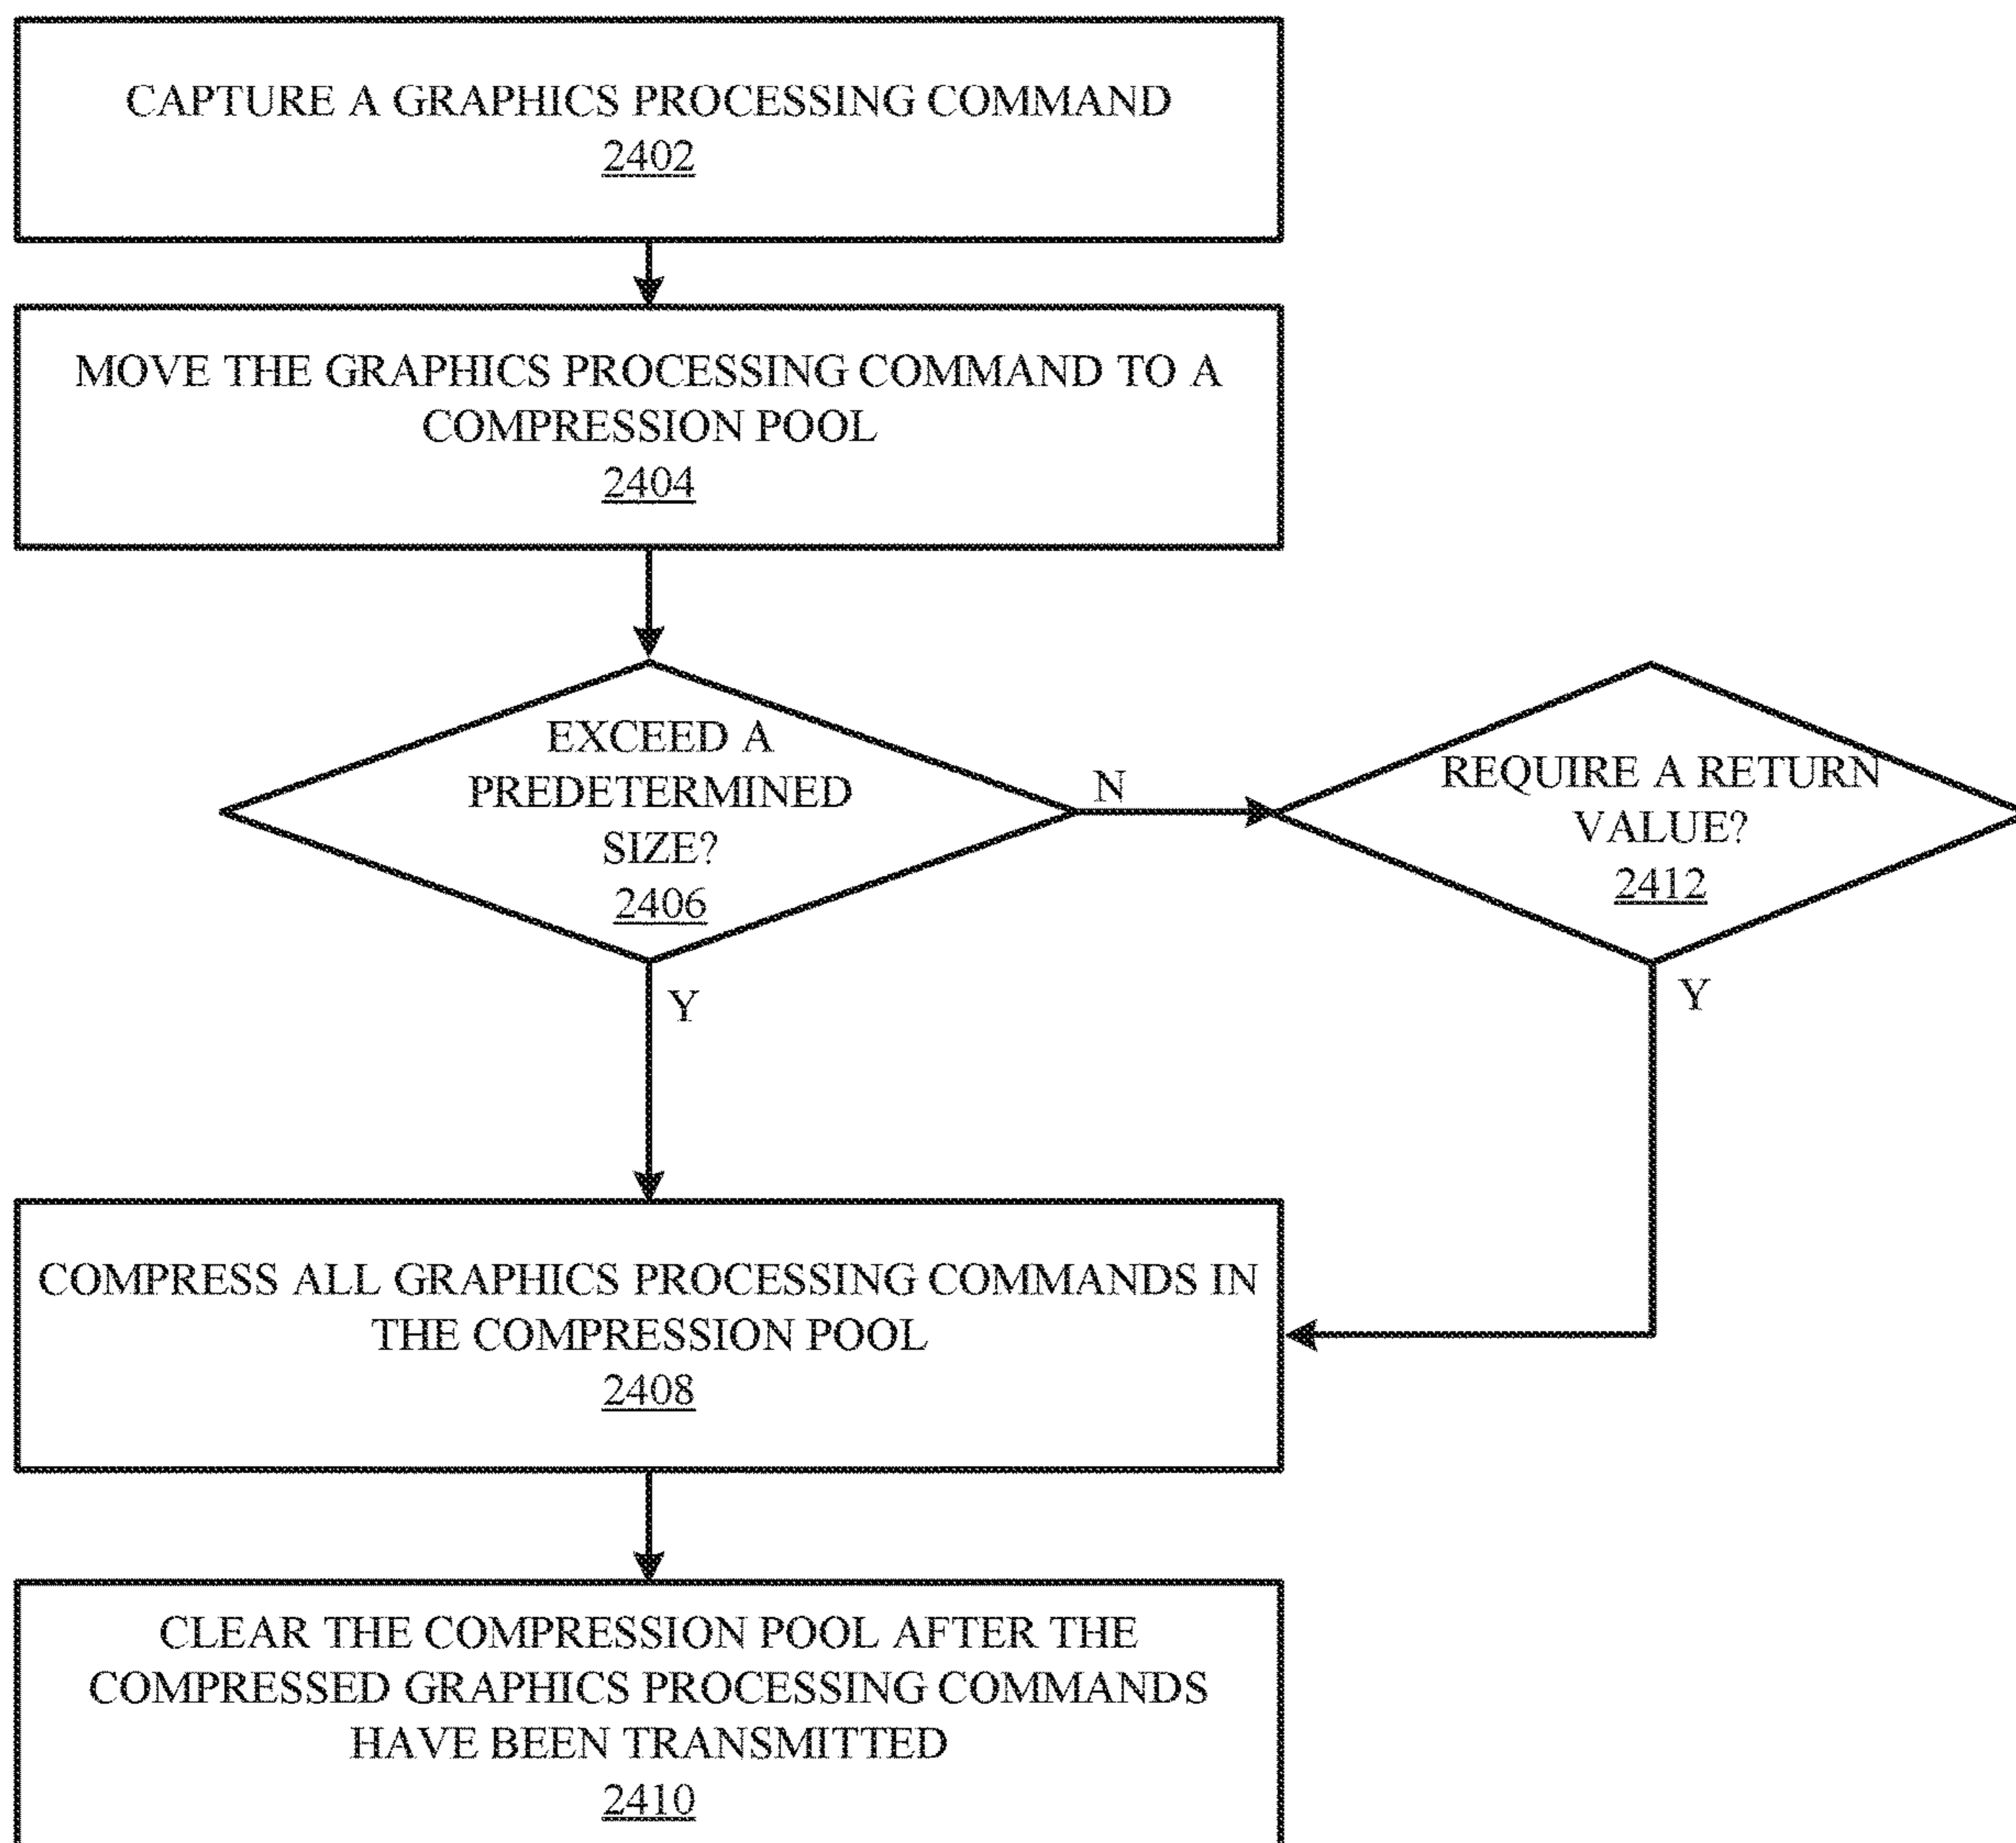 CAPTURE A GRAPHICS PROCESSING COMMAND
2402
MOVE THE GRAPHICS PROCESSING COMMAND TO A
COMPRESSION POOL
2404
EXCEED A
PREDETERMINED
SIZE?
2406
N
REQUIRE A RETURN
VALUE?
2412
Y
Y
COMPRESS ALL GRAPHICS PROCESSING COMMANDS IN
THE COMPRESSION POOL
2408
CLEAR THE COMPRESSION POOL AFTER THE
COMPRESSED GRAPHICS PROCESSING COMMANDS
HAVE BEEN TRANSMITTED
2410